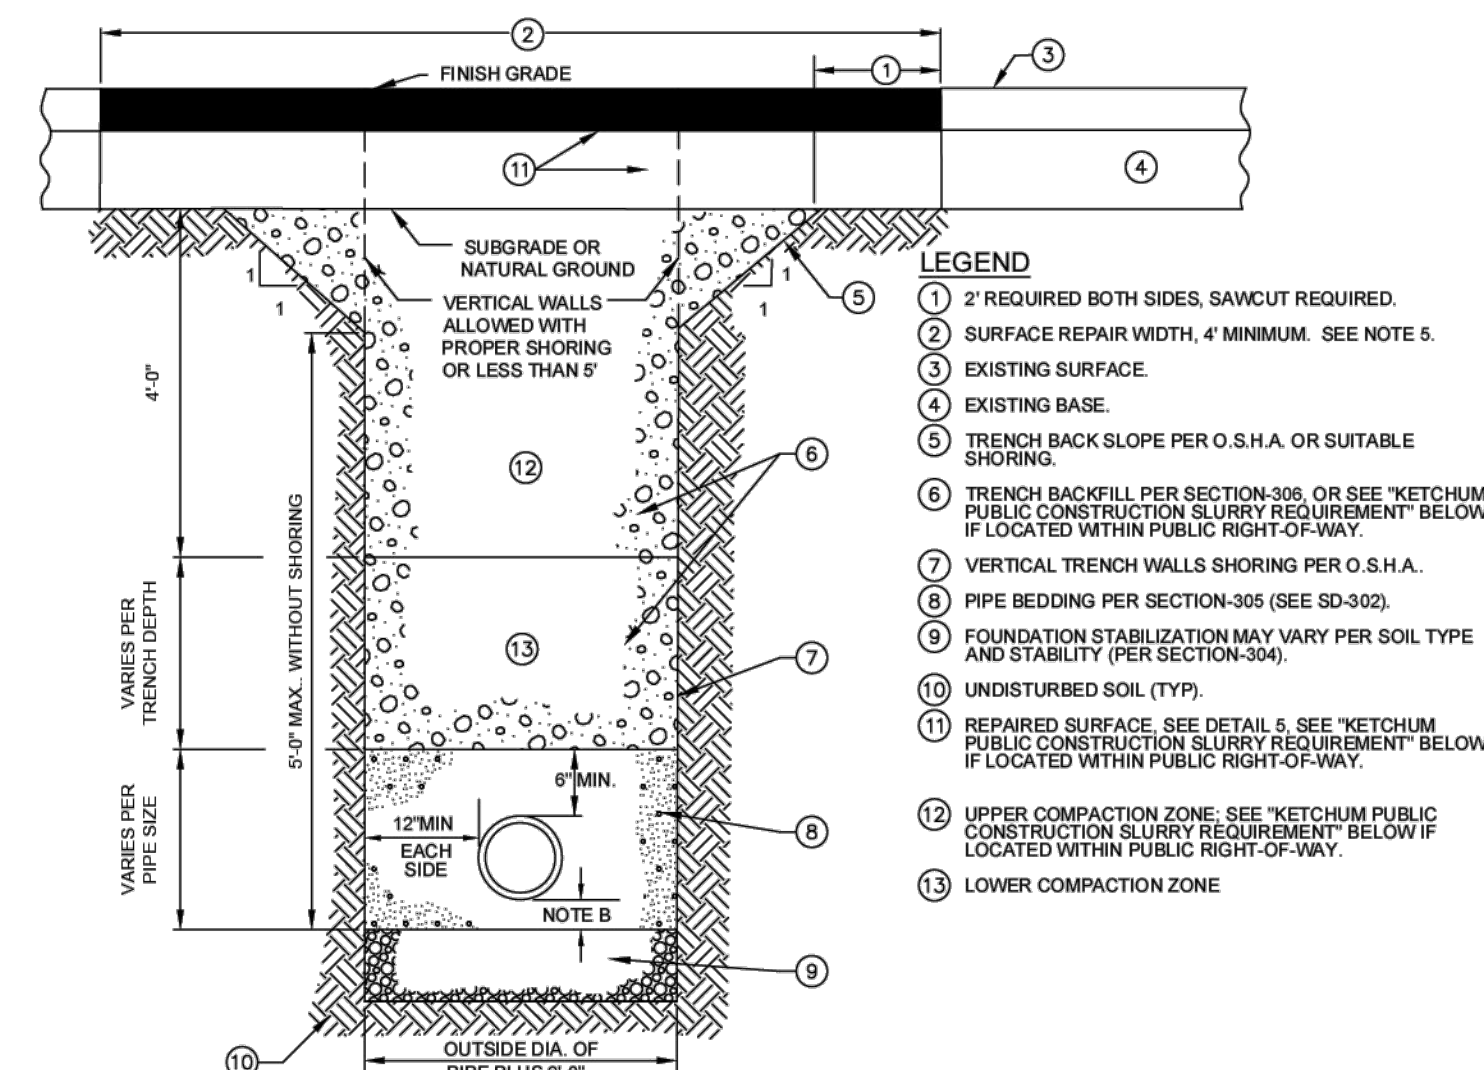 2
FINISH GRADE
1
3
11
4
SUBGRADE OR
NATURAL GROUND
VERTICAL WALLS
ALLOWED WITH
PROPER SHORING
OR LESS THAN 5'
1
1
1
1
5
4'-0"
12
6
5'-0" MAX.. WITHOUT SHORING
VARIES PER
TRENCH DEPTH
13
7
VARIES PER
PIPE SIZE
6" MIN.
12"MIN
EACH
SIDE
8
NOTE B
9
10
OUTSIDE DIA. OF
LEGEND
1 2' REQUIRED BOTH SIDES, SAWCUT REQUIRED.
2 SURFACE REPAIR WIDTH, 4' MINIMUM. SEE NOTE 5.
3 EXISTING SURFACE.
4 EXISTING BASE.
5 TRENCH BACK SLOPE PER O.S.H.A. OR SUITABLE
SHORING.
6 TRENCH BACKFILL PER SECTION-306, OR SEE "KETCHUM
PUBLIC CONSTRUCTION SLURRY REQUIREMENT" BELOW
IF LOCATED WITHIN PUBLIC RIGHT-OF-WAY.
7 VERTICAL TRENCH WALLS SHORING PER O.S.H.A..
8 PIPE BEDDING PER SECTION-305 (SEE SD-302).
9 FOUNDATION STABILIZATION MAY VARY PER SOIL TYPE
AND STABILITY (PER SECTION-304).
10 UNDISTURBED SOIL (TYP).
11 REPAIRED SURFACE, SEE DETAIL 5, SEE "KETCHUM
PUBLIC CONSTRUCTION SLURRY REQUIREMENT" BELOW
IF LOCATED WITHIN PUBLIC RIGHT-OF-WAY.
12 UPPER COMPACTION ZONE; SEE "KETCHUM PUBLIC
CONSTRUCTION SLURRY REQUIREMENT" BELOW IF
LOCATED WITHIN PUBLIC RIGHT-OF-WAY.
13 LOWER COMPACTION ZONE